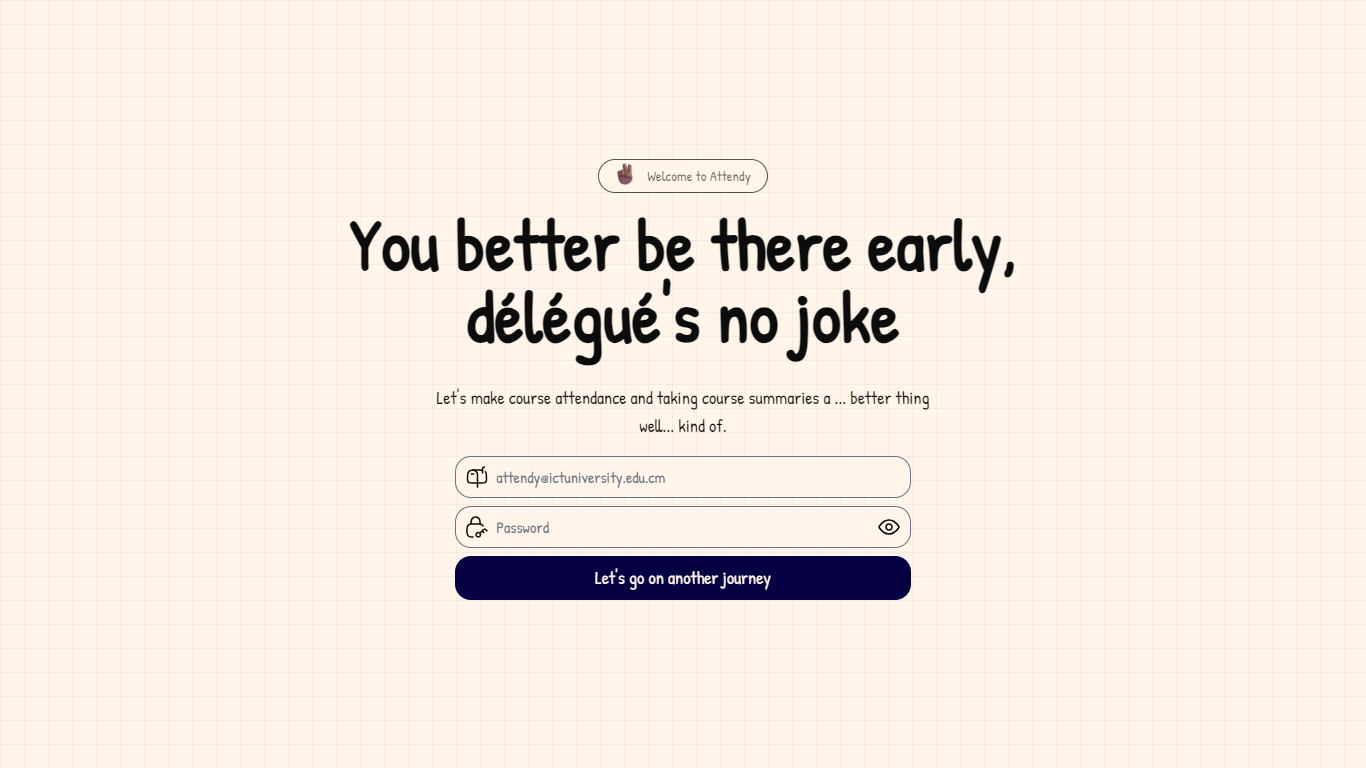 Welcome to Attendy
You better be there early,
délégué's no joke
Let's make course attendance and taking course summaries a ... better thing
well... kind of.
attendy@ictuniversity.edu.cm
Password
Let's go on another journey